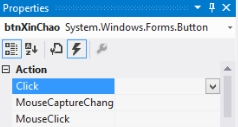 Properties
btnXinChao System.Windows.Forms.Button
Action
Click
MouseCaptureChang
MouseClick